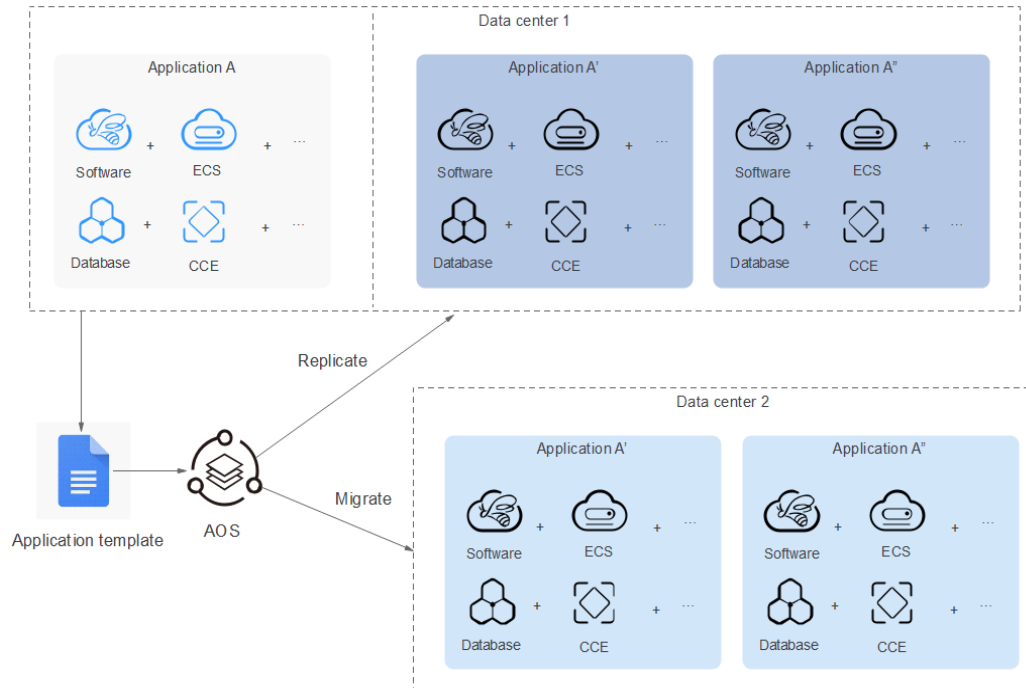 Data center 1
Application A
Software + ECS + ...
Database + CCE + ...
Application A'
Software + ECS + ...
Database + CCE + ...
Application A"
Software + ECS + ...
Database + CCE + ...
Replicate
Migrate
Application template
AOS
Data center 2
Application A'
Software + ECS + ...
Database + CCE + ...
Application A"
Software + ECS + ...
Database + CCE + ...